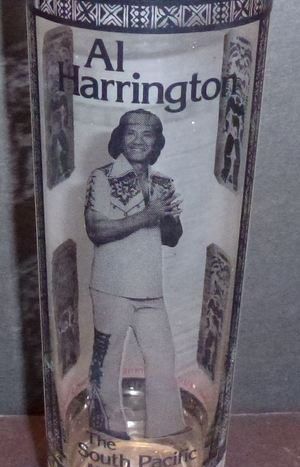 Al
Harrington
The
South Pacific